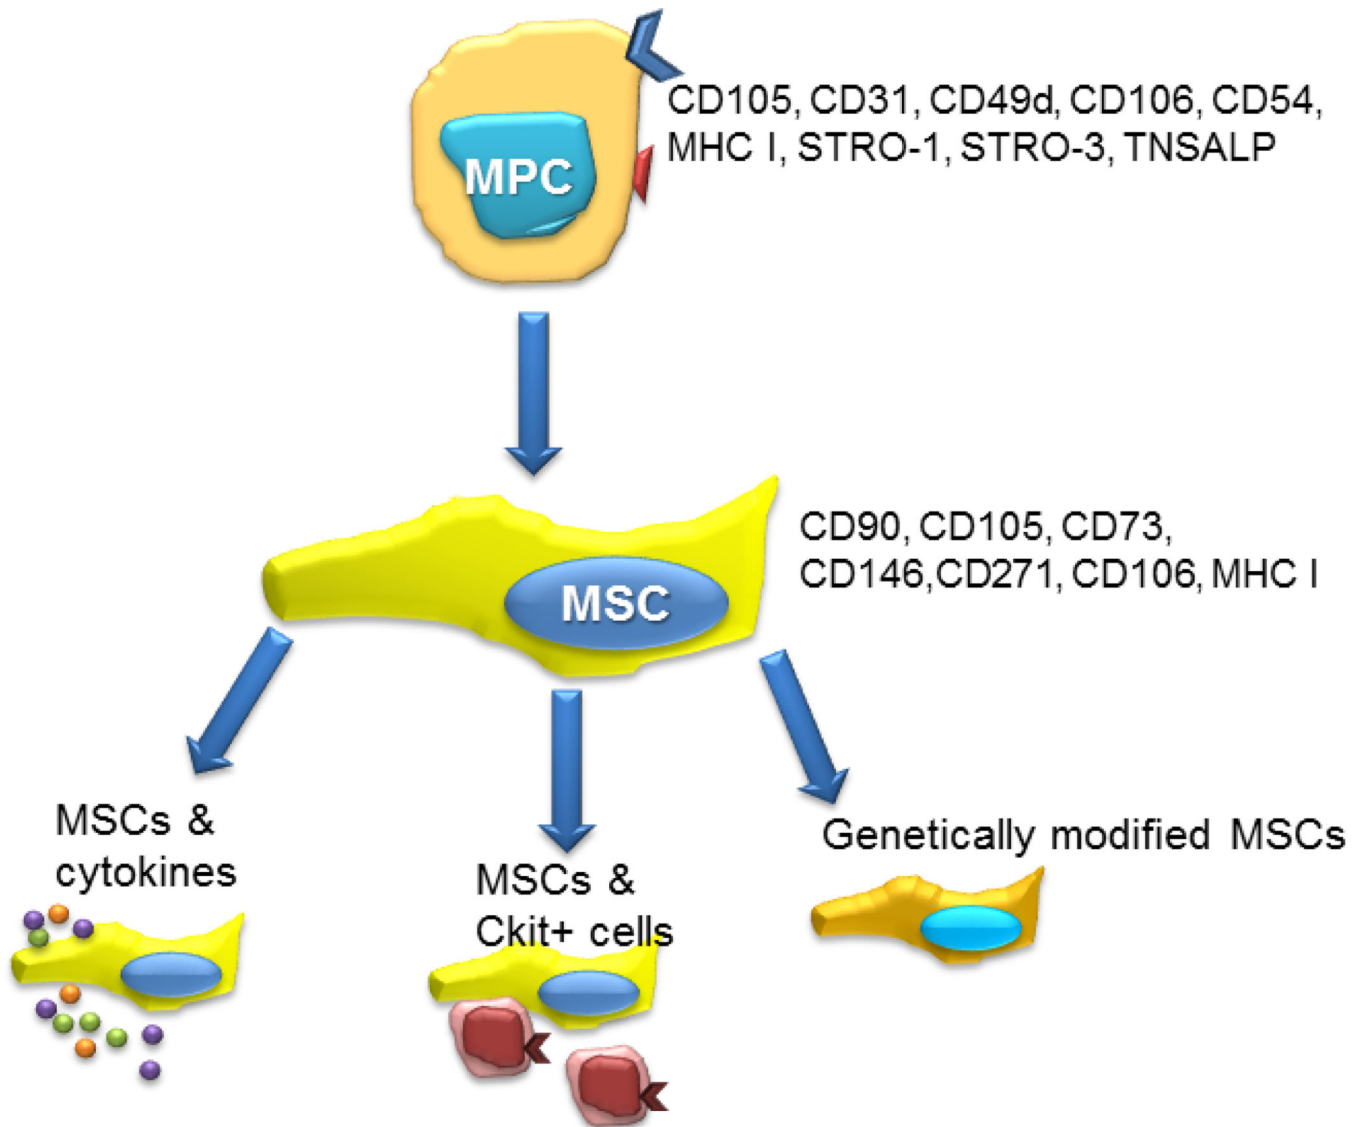 CD105, CD31, CD49d, CD106, CD54,
MHC I, STRO-1, STRO-3, TNSALP
MPC
CD90, CD105, CD73,
CD146,CD271, CD106, MHC I
MSC
MSCs &
cytokines
MSCs &
Ckit+ cells
Genetically modified MSCs